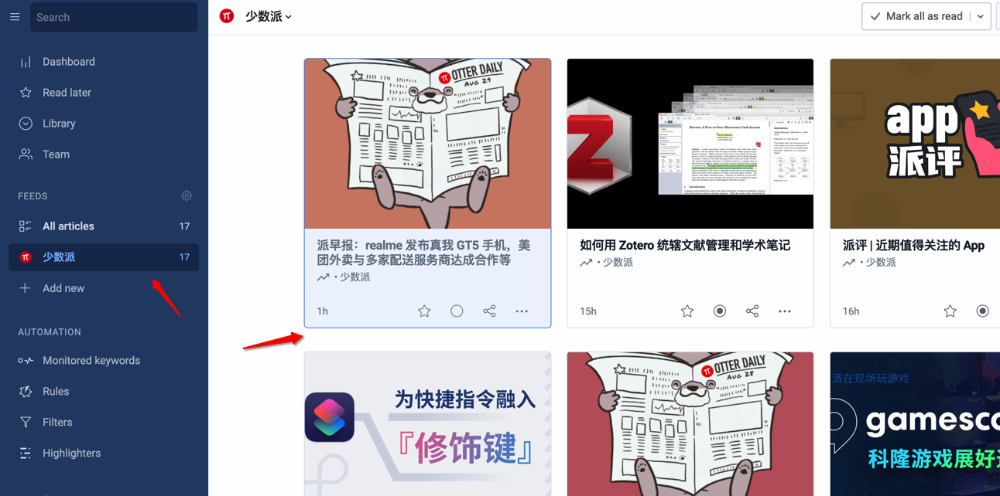 Search
Dashboard
Read later
Library
Team
FEEDS
All articles 17
少数派 17
Add new
AUTOMATION
Monitored keywords
Rules
Filters
Highlighters
少数派
Mark all as read
OTTER DAILY
AUG 29
派早报：realme 发布真我 GT5 手机，美
团外卖与多家配送服务商达成合作等
• 少数派
1h
Bitcoin: A Peer-to-Peer Electronic Cash System
如何用 Zotero 统辖文献管理和学术笔记
• 少数派
15h
app
派评
派评 | 近期值得关注的 App
• 少数派
16h
为快捷指令融入
『修饰键』
OTTER DAILY
AUG 28
派在现场玩游戏
gamesc
科隆游戏展好